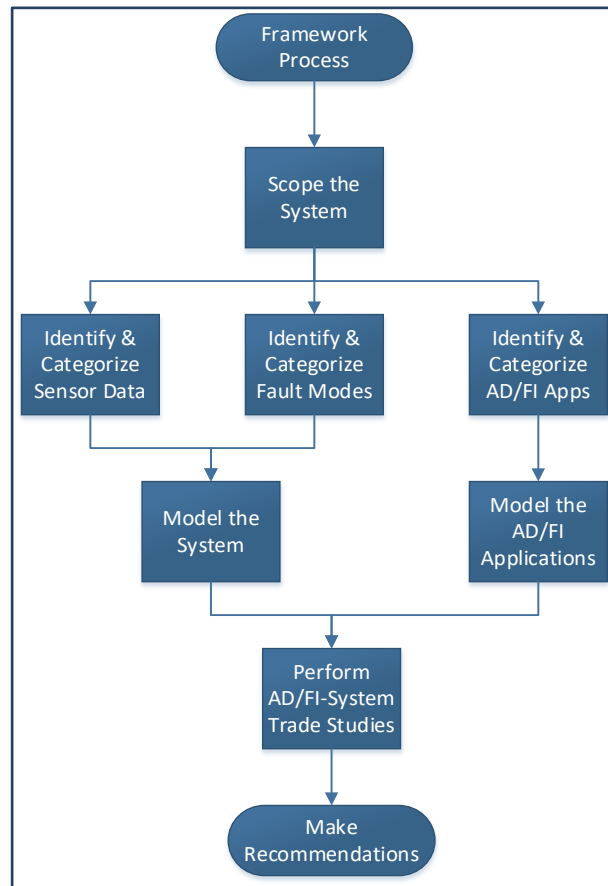 Framework
Process
Scope the
System
Identify &
Categorize
Sensor Data
Identify &
Categorize
Fault Modes
Identify &
Categorize
AD/FI Apps
Model the
System
Model the
AD/FI
Applications
Perform
AD/FI-System
Trade Studies
Make
Recommendations